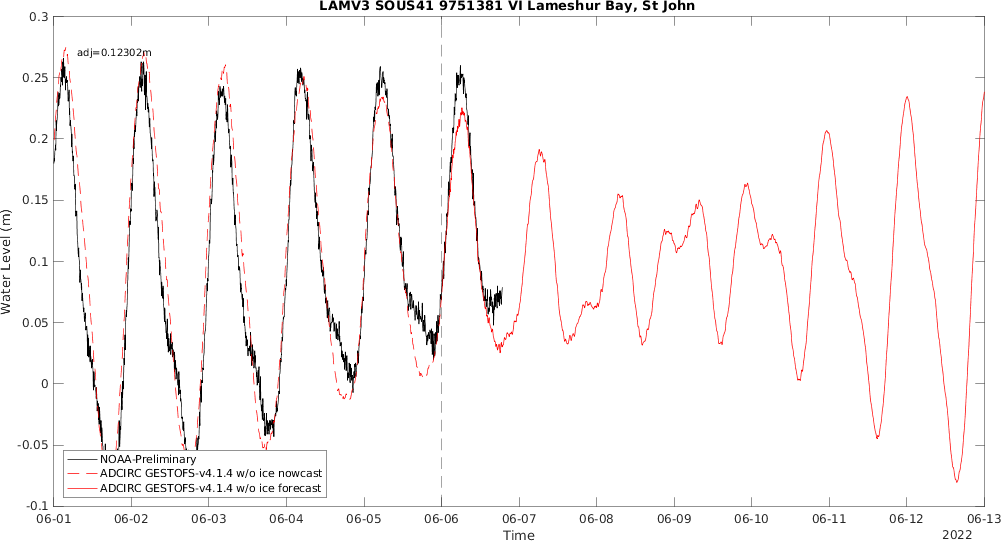 LAMV3 SOUS41 9751381 VI Lameshur Bay, St John
adj=0.12302m
Water Level (m)
0.3
0.25
0.2
0.15
0.1
0.05
0
-0.05
-0.1
NOAA-Preliminary
ADCIRC GESTOFS-v4.1.4 w/o ice nowcast
ADCIRC GESTOFS-v4.1.4 w/o ice forecast
06-01 06-02 06-03 06-04 06-05 06-06 06-07 06-08 06-09 06-10 06-11 06-12 06-13
Time
2022